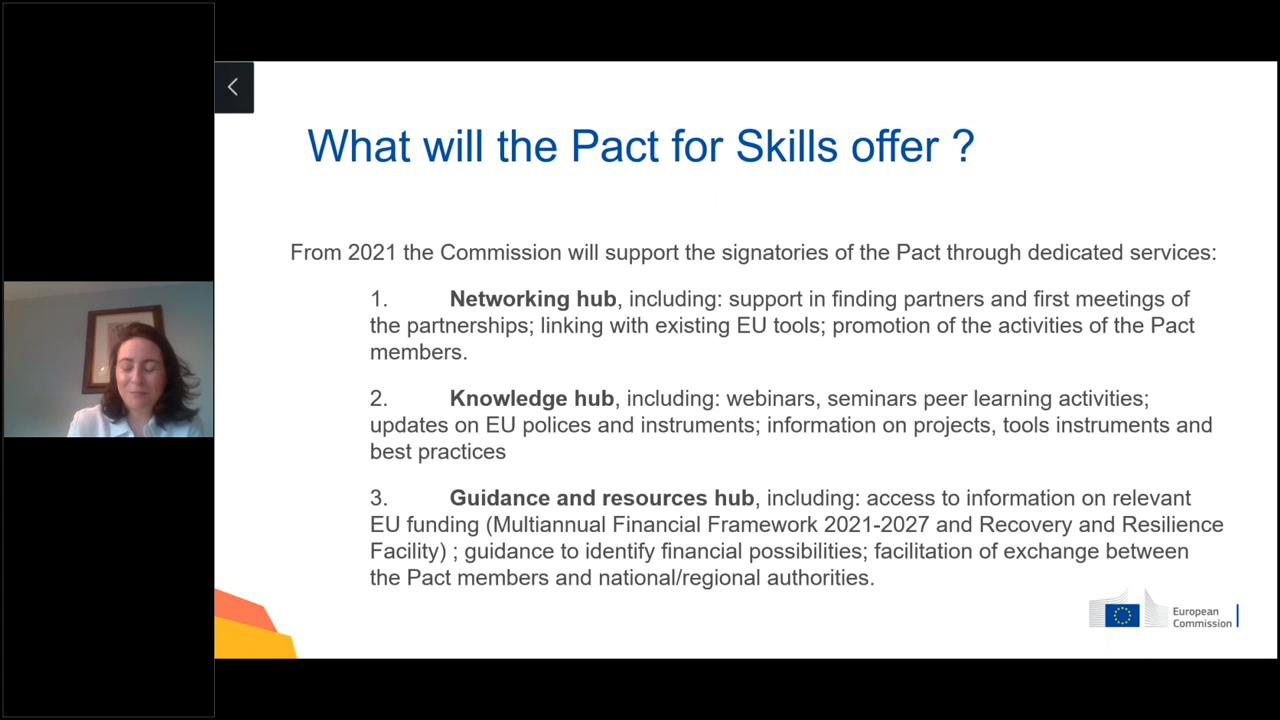 What will the Pact for Skills offer ?
From 2021 the Commission will support the signatories of the Pact through dedicated services:
1. Networking hub, including: support in finding partners and first meetings of
the partnerships; linking with existing EU tools; promotion of the activities of the Pact
members.
2. Knowledge hub, including: webinars, seminars peer learning activities;
updates on EU polices and instruments; information on projects, tools instruments and
best practices
3. Guidance and resources hub, including: access to information on relevant
EU funding (Multiannual Financial Framework 2021-2027 and Recovery and Resilience
Facility) ; guidance to identify financial possibilities; facilitation of exchange between
the Pact members and national/regional authorities.
European
Commission